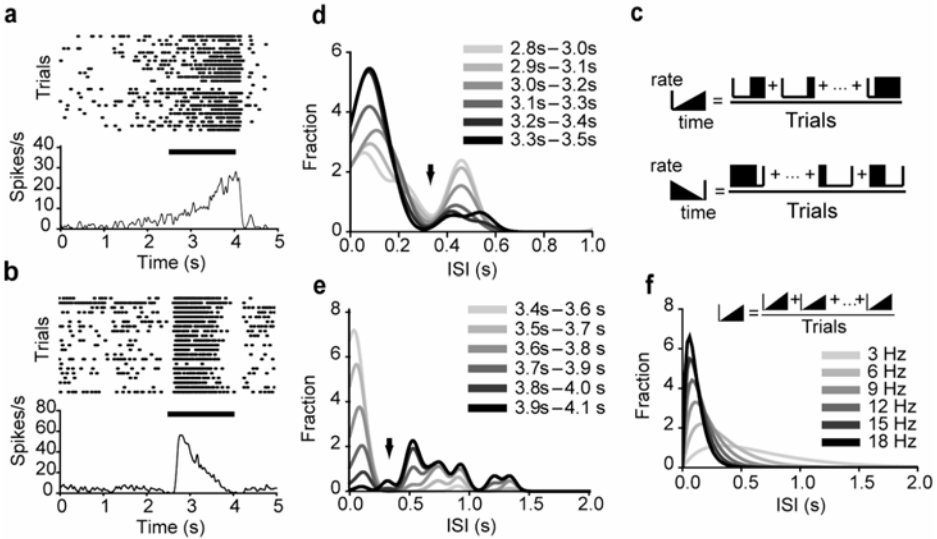 a
Trials
Spikes/s
40
30
20
10
0
0 1 2 3 4 5
Time (s)
b
Trials
Spikes/s
80
60
40
20
0
0 1 2 3 4 5
Time (s)
d
Fraction
6
4
2
0
0.0 0.2 0.4 0.6 0.8 1.0
ISI (s)
2.8s–3.0s
2.9s–3.1s
3.0s–3.2s
3.1s–3.3s
3.2s–3.4s
3.3s–3.5s
e
Fraction
8
6
4
2
0
0.0 0.5 1.0 1.5 2.0
ISI (s)
3.4s–3.6 s
3.5s–3.7 s
3.6s–3.8 s
3.7s–3.9 s
3.8s–4.0 s
3.9s–4.1 s
c
rate
time
= + + ... +
Trials
rate
time
= + ... + +
Trials
f
Fraction
8
6
4
2
0
0.0 0.5 1.0 1.5 2.0
ISI (s)
= + +...+
Trials
3 Hz
6 Hz
9 Hz
12 Hz
15 Hz
18 Hz